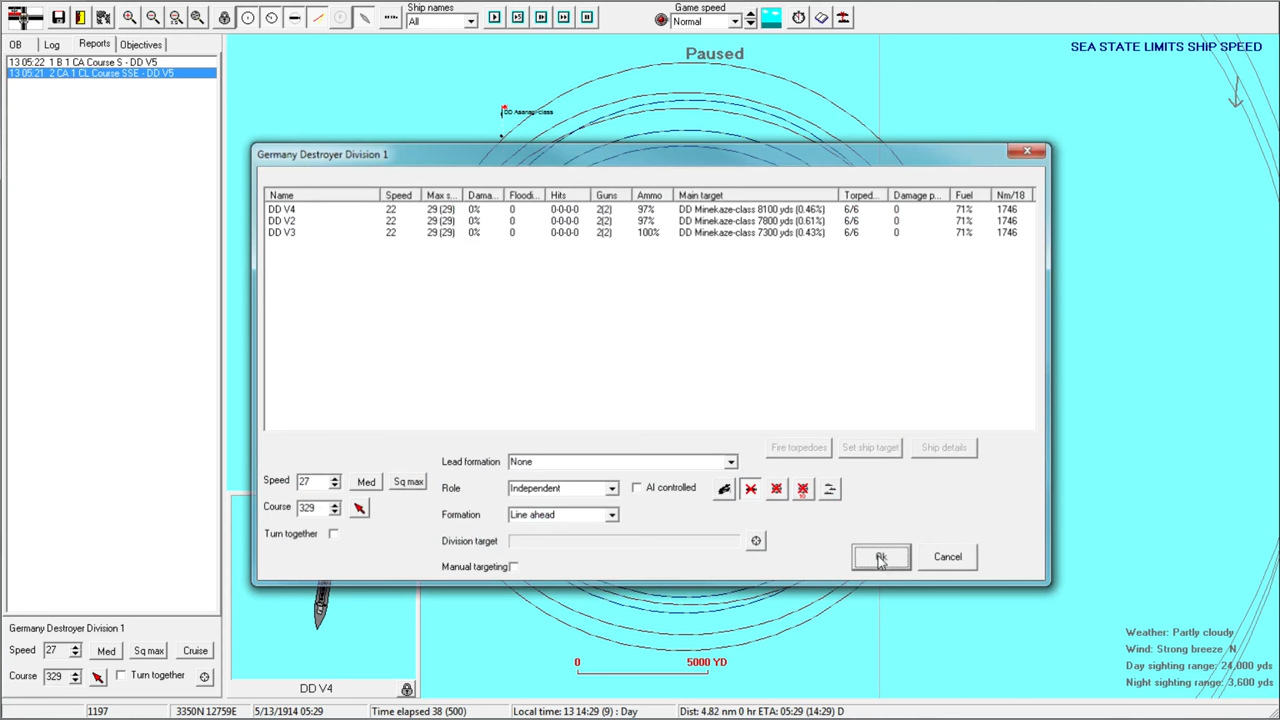 Ship names
All
Game speed
Normal
OB Log Reports Objectives
13 05:22 1 B 1 CA Course S - DD V5
13 05:21 2 CA 1 CL Course SSE - DD V5
Paused
SEA STATE LIMITS SHIP SPEED
Germany Destroyer Division 1
Name Speed Max s... Dama... Floodi... Hits Guns Ammo Main target Torped... Damage p... Fuel Nm/18
DD V4 22 29 (29) 0% 0 0-0-0-0 2(2) 97% DD Minekaze-class 8100 yds (0.46%) 6/6 0 71% 1746
DD V2 22 29 (29) 0% 0 0-0-0-0 2(2) 97% DD Minekaze-class 7800 yds (0.61%) 6/6 0 71% 1746
DD V3 22 29 (29) 0% 0 0-0-0-0 2(2) 100% DD Minekaze-class 7300 yds (0.43%) 6/6 0 71% 1746
Fire torpedoes Set ship target Ship details
Lead formation None
Speed 27 Med Sq max
Role Independent AI controlled
Course 329
Formation Line ahead
Turn together
Division target
Manual targeting
Ok Cancel
Germany Destroyer Division 1
Speed 27 Med Sq max Cruise
Course 329 Turn together
0 5000 YD
DD V4
Weather: Partly cloudy
Wind: Strong breeze N
Day sighting range: 24,000 yards
Night sighting range: 3,600 yds
1197 3350N 12759E 5/13/1914 05:29 Time elapsed 38 (500) Local time: 13 14:29 (9) : Day Dist: 4.82 nm 0 hr ETA: 05:29 (14:29) D